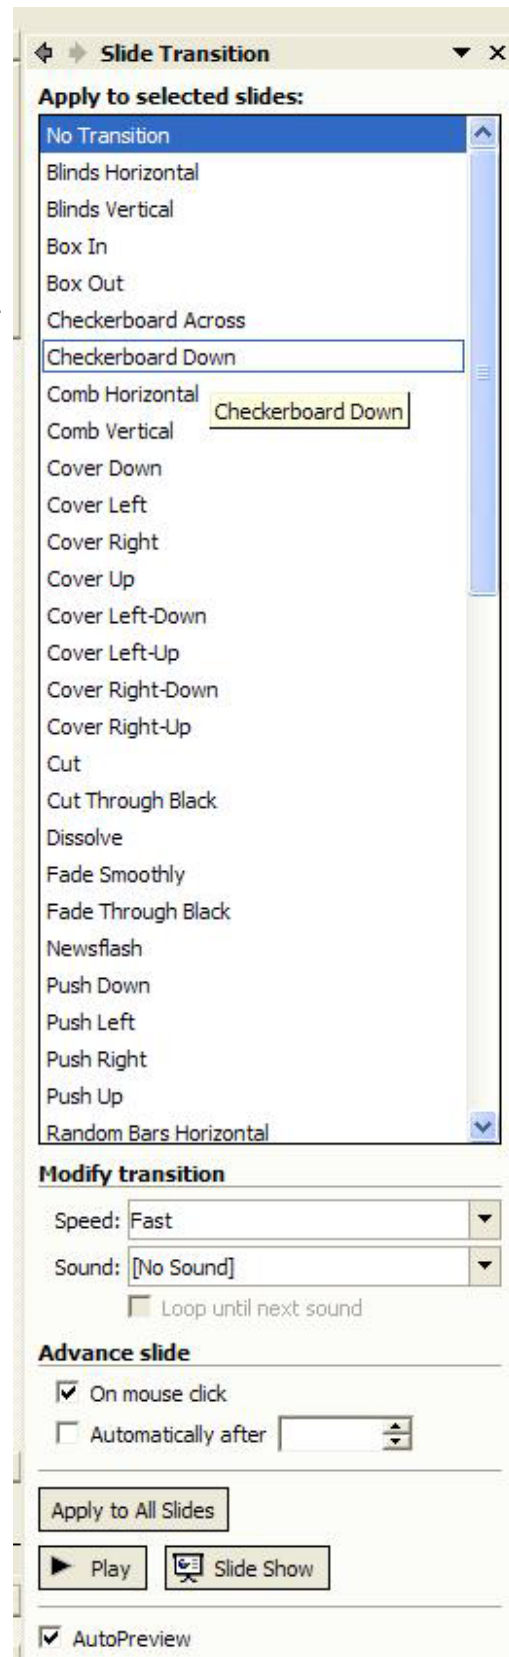 Slide Transition
Apply to selected slides:
No Transition
Blinds Horizontal
Blinds Vertical
Box In
Box Out
Checkerboard Across
Checkerboard Down
Comb Horizontal
Checkerboard Down
Comb Vertical
Cover Down
Cover Left
Cover Right
Cover Up
Cover Left-Down
Cover Left-Up
Cover Right-Down
Cover Right-Up
Cut
Cut Through Black
Dissolve
Fade Smoothly
Fade Through Black
Newsflash
Push Down
Push Left
Push Right
Push Up
Random Bars Horizontal
Modify transition
Speed: Fast
Sound: [No Sound]
Loop until next sound
Advance slide
On mouse click
Automatically after
Apply to All Slides
Play Slide Show
AutoPreview